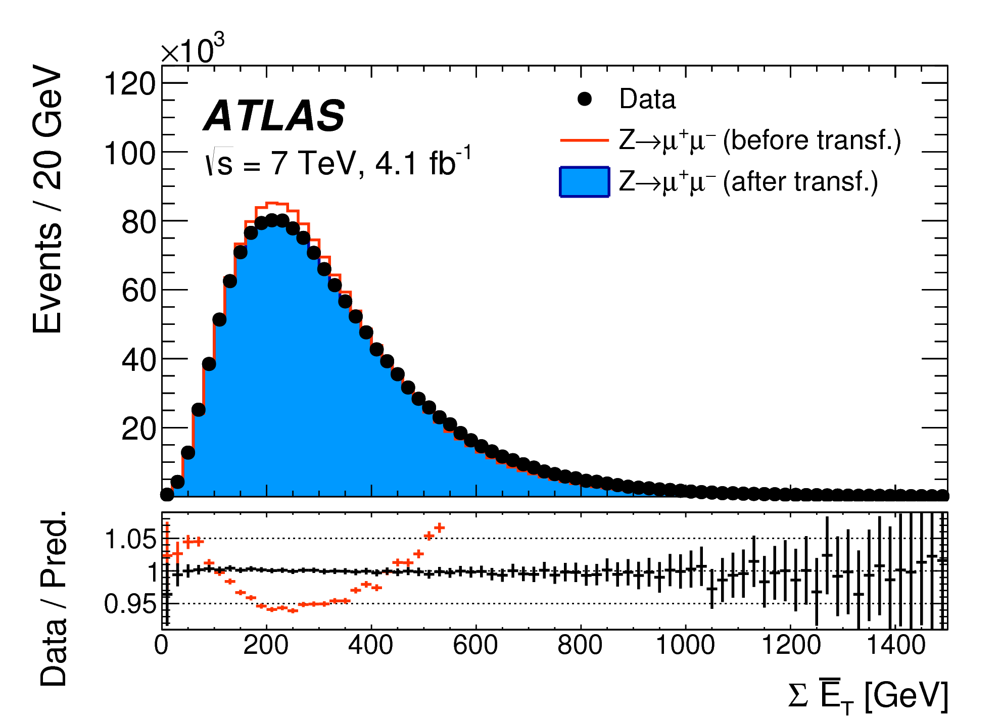 ×10³
Events / 20 GeV
120
100
80
60
40
20
ATLAS
√s = 7 TeV, 4.1 fb⁻¹
Data
Z→μ⁺μ⁻ (before transf.)
Z→μ⁺μ⁻ (after transf.)
Data / Pred.
1.05
1
0.95
0 200 400 600 800 1000 1200 1400
Σ E̅_T [GeV]